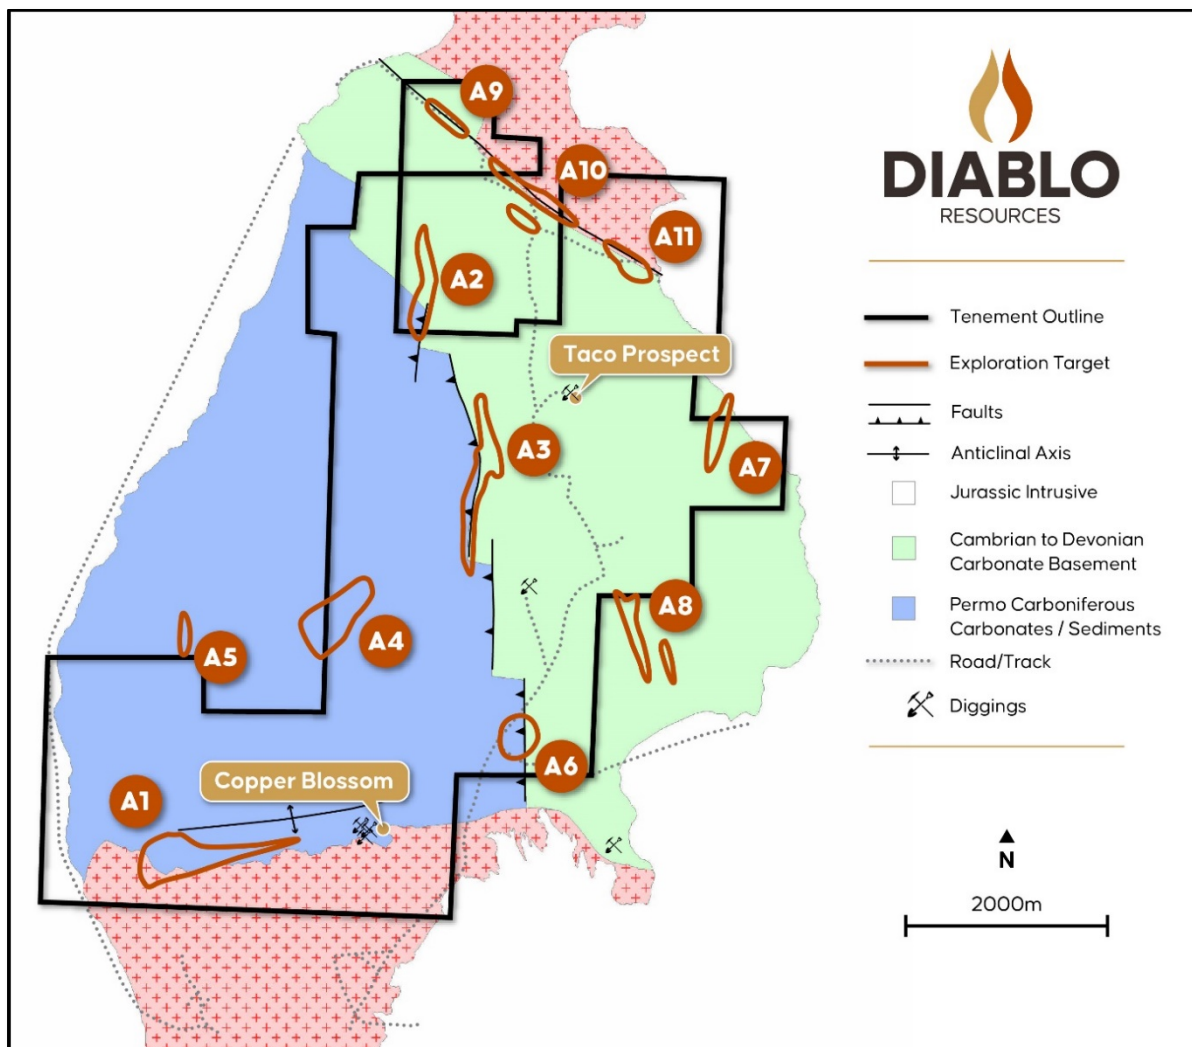 A9
A10
A11
A2
Taco Prospect
A3
A7
A8
A4
A5
A6
Copper Blossom
A1
DIABLO
RESOURCES
Tenement Outline
Exploration Target
Faults
Anticlinal Axis
Jurassic Intrusive
Cambrian to Devonian
Carbonate Basement
Permo Carboniferous
Carbonates / Sediments
Road/Track
Diggings
N
2000m